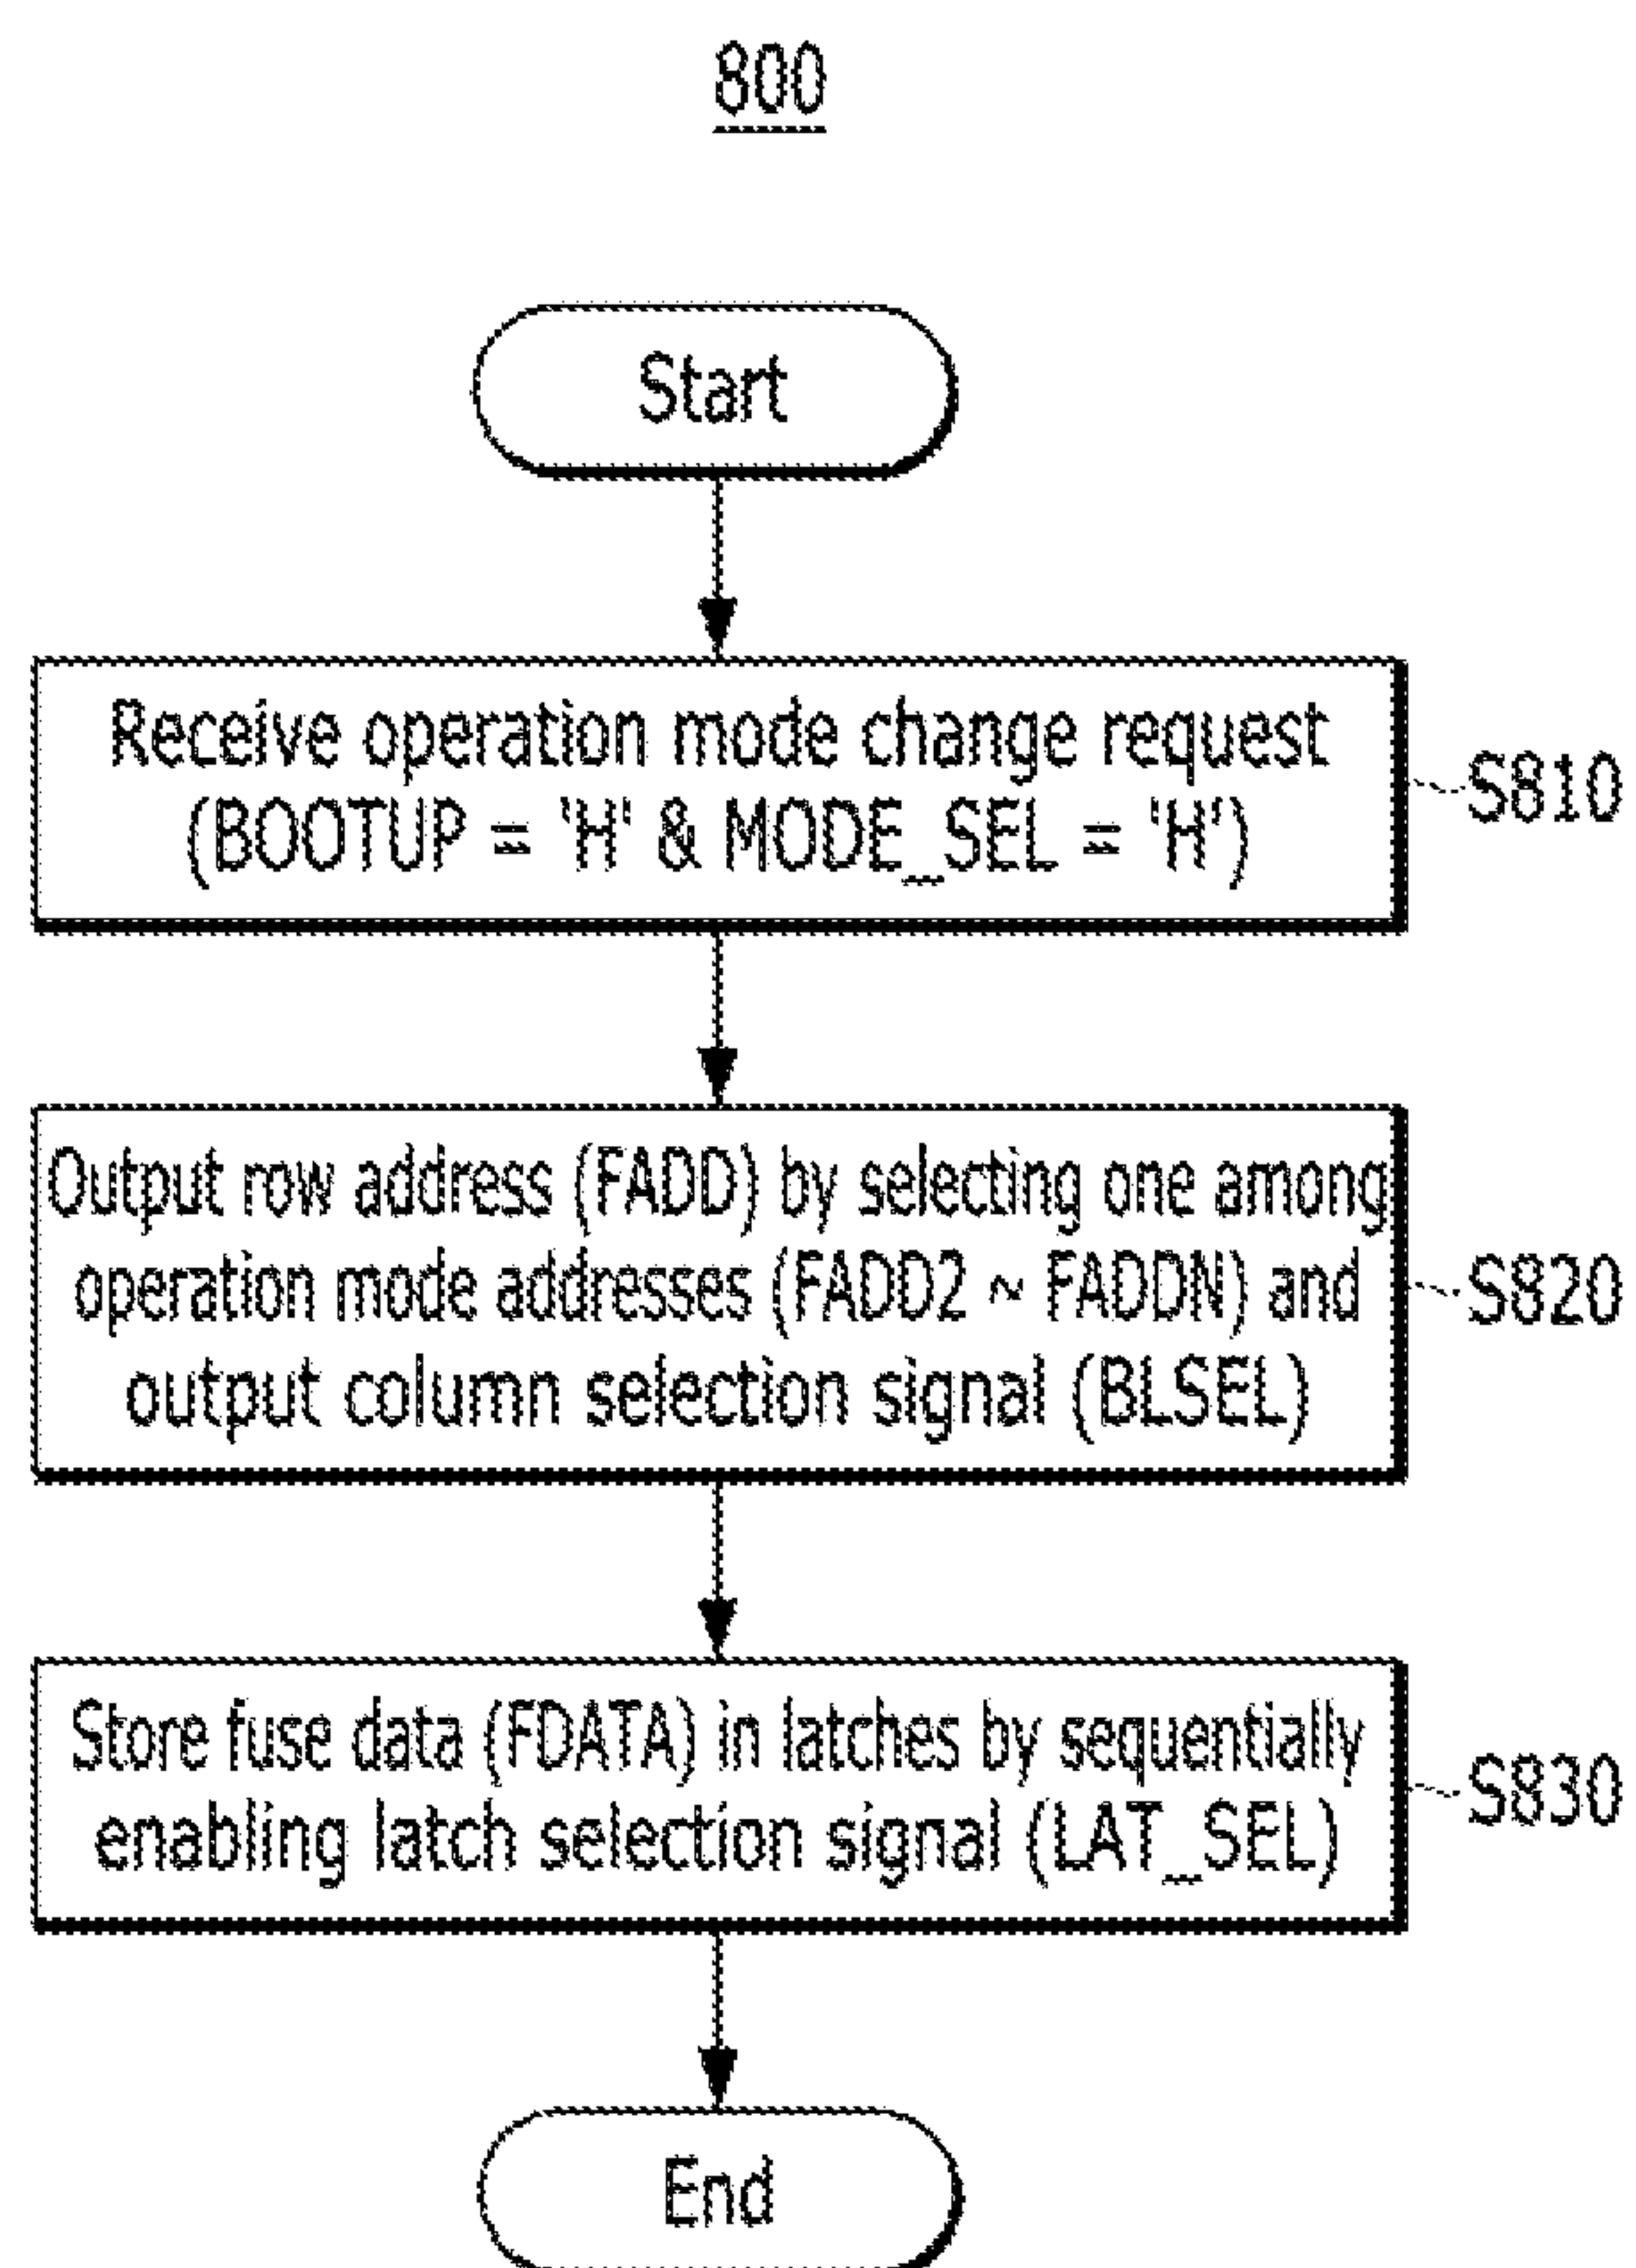 800
Start
Receive operation mode change request
(BOOTUP = 'H' & MODE_SEL = 'H')
S810
Output row address (FADD) by selecting one among
operation mode addresses (FADD2 ~ FADDN) and
output column selection signal (BLSEL)
S820
Store fuse data (FDATA) in latches by sequentially
enabling latch selection signal (LAT_SEL)
S830
End